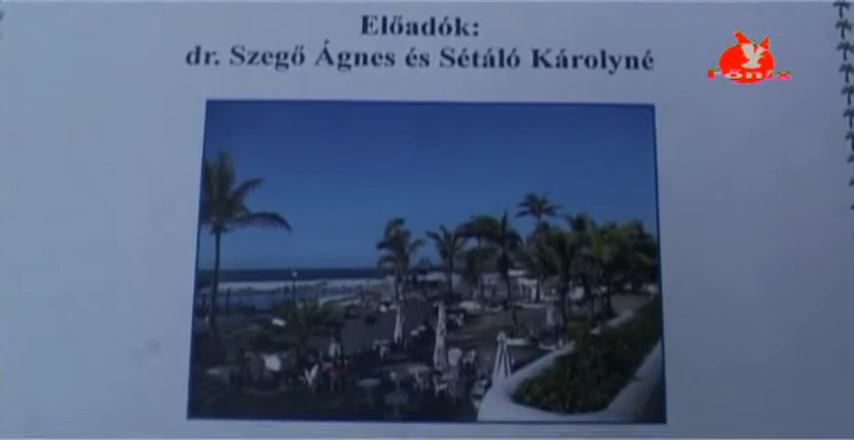 Előadók:
dr. Szegő Ágnes és Sétáló Károlyné
Főnix